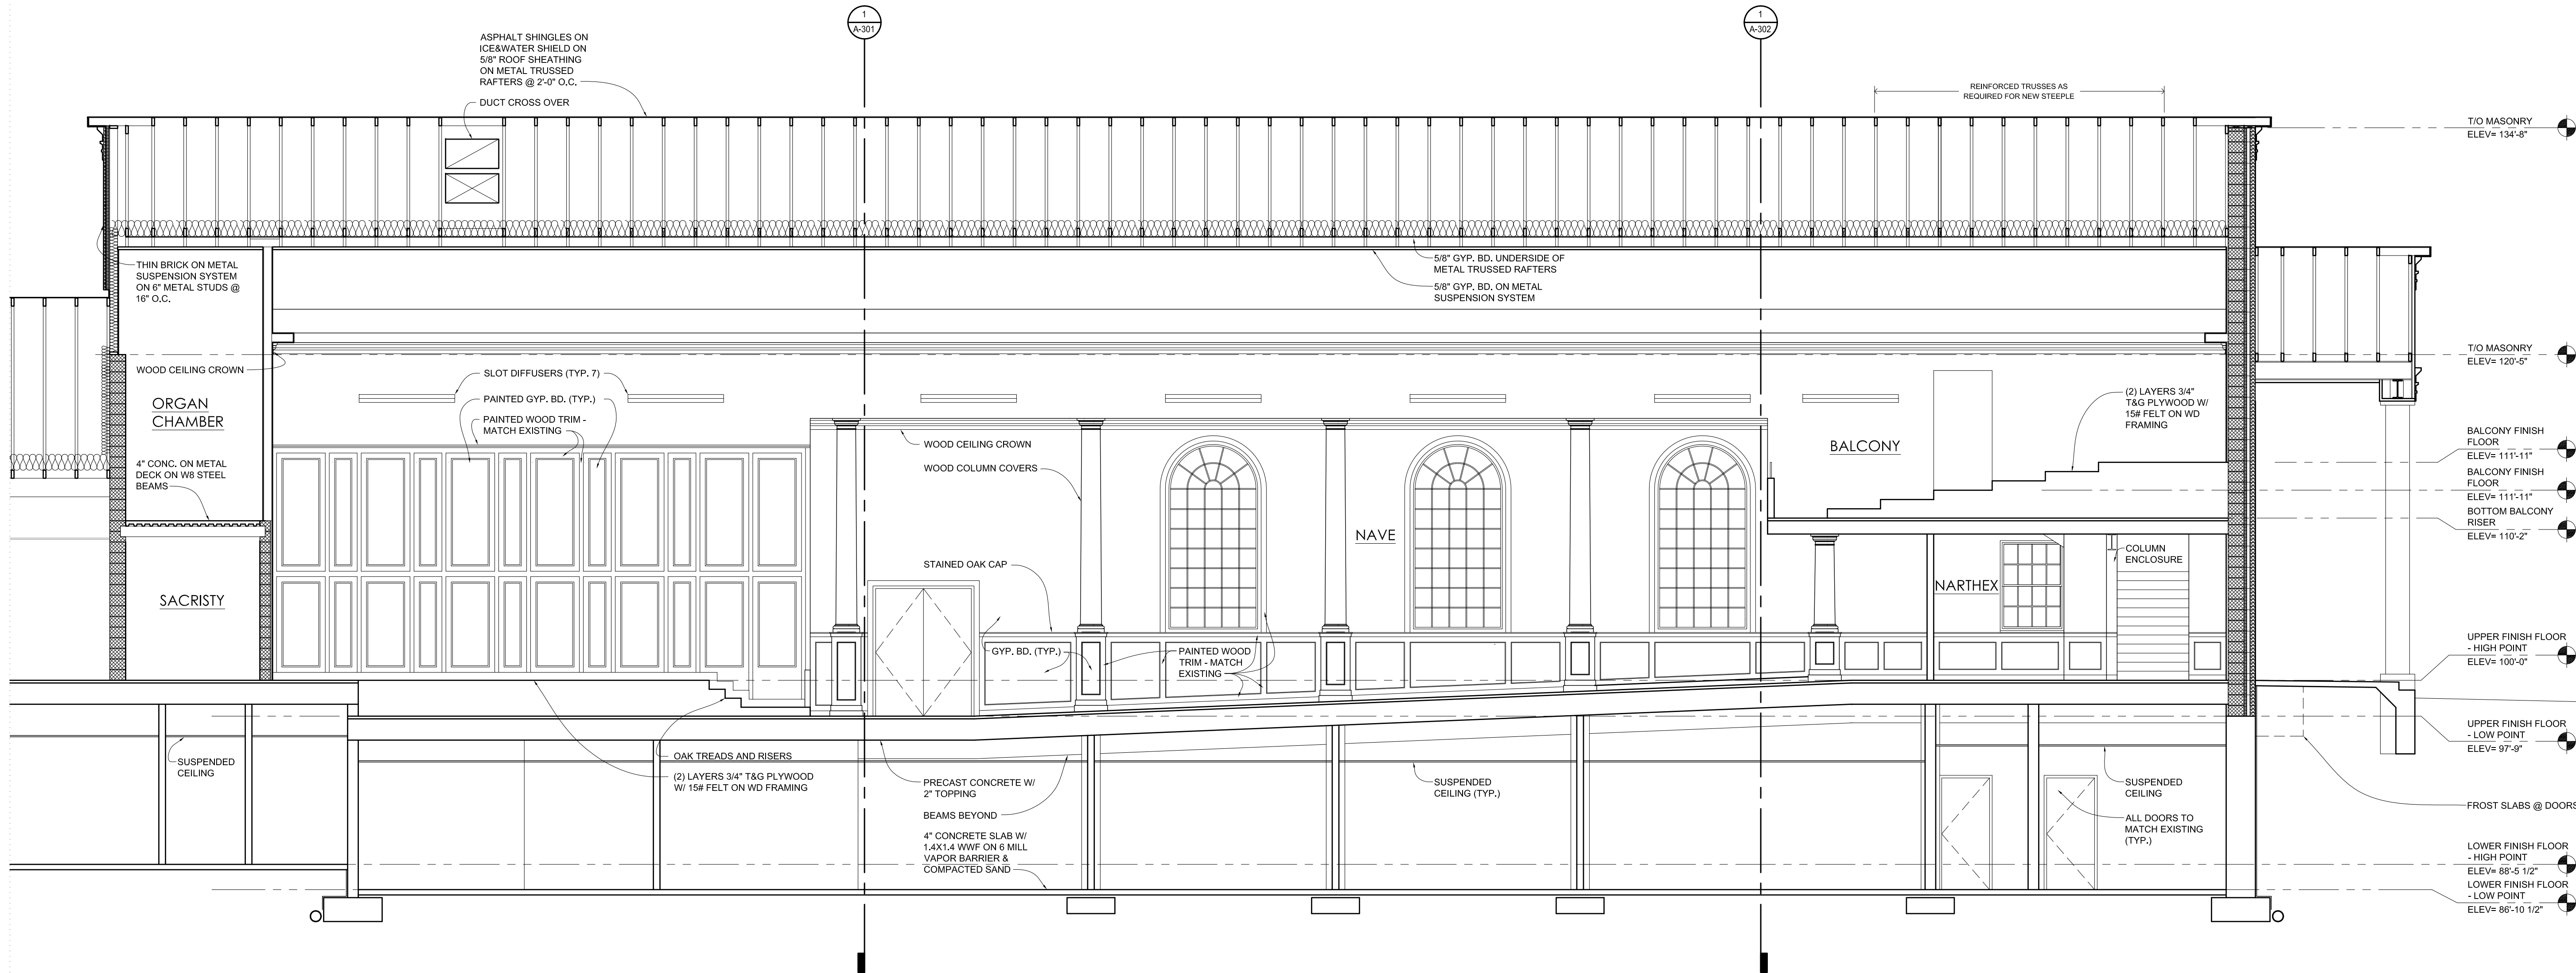 1
A-301
1
A-302
ASPHALT SHINGLES ON
ICE&WATER SHIELD ON
5/8" ROOF SHEATHING
ON METAL TRUSSED
RAFTERS @ 2'-0" O.C.
DUCT CROSS OVER
REINFORCED TRUSSES AS
REQUIRED FOR NEW STEEPLE
T/O MASONRY
ELEV= 134'-8"
THIN BRICK ON METAL
SUSPENSION SYSTEM
ON 6" METAL STUDS @
16" O.C.
5/8" GYP. BD. UNDERSIDE OF
METAL TRUSSED RAFTERS
5/8" GYP. BD. ON METAL
SUSPENSION SYSTEM
T/O MASONRY
ELEV= 120'-5"
WOOD CEILING CROWN
SLOT DIFFUSERS (TYP. 7)
PAINTED GYP. BD. (TYP.)
PAINTED WOOD TRIM -
MATCH EXISTING
ORGAN
CHAMBER
4" CONC. ON METAL
DECK ON W8 STEEL
BEAMS
WOOD CEILING CROWN
WOOD COLUMN COVERS
(2) LAYERS 3/4"
T&G PLYWOOD W/
15# FELT ON WD
FRAMING
BALCONY
BALCONY FINISH
FLOOR
ELEV= 111'-11"
BALCONY FINISH
FLOOR
ELEV= 111'-11"
BOTTOM BALCONY
RISER
ELEV= 110'-2"
NAVE
STAINED OAK CAP
COLUMN
ENCLOSURE
NARTHEX
SACRISTY
GYP. BD. (TYP.)
PAINTED WOOD
TRIM - MATCH
EXISTING
UPPER FINISH FLOOR
- HIGH POINT
ELEV= 100'-0"
UPPER FINISH FLOOR
- LOW POINT
ELEV= 97'-9"
SUSPENDED
CEILING
OAK TREADS AND RISERS
(2) LAYERS 3/4" T&G PLYWOOD
W/ 15# FELT ON WD FRAMING
PRECAST CONCRETE W/
2" TOPPING
BEAMS BEYOND
4" CONCRETE SLAB W/
1.4X1.4 WWF ON 6 MILL
VAPOR BARRIER &
COMPACTED SAND
SUSPENDED
CEILING (TYP.)
SUSPENDED
CEILING
ALL DOORS TO
MATCH EXISTING
(TYP.)
FROST SLABS @ DOORS
LOWER FINISH FLOOR
- HIGH POINT
ELEV= 88'-5 1/2"
LOWER FINISH FLOOR
- LOW POINT
ELEV= 86'-10 1/2"